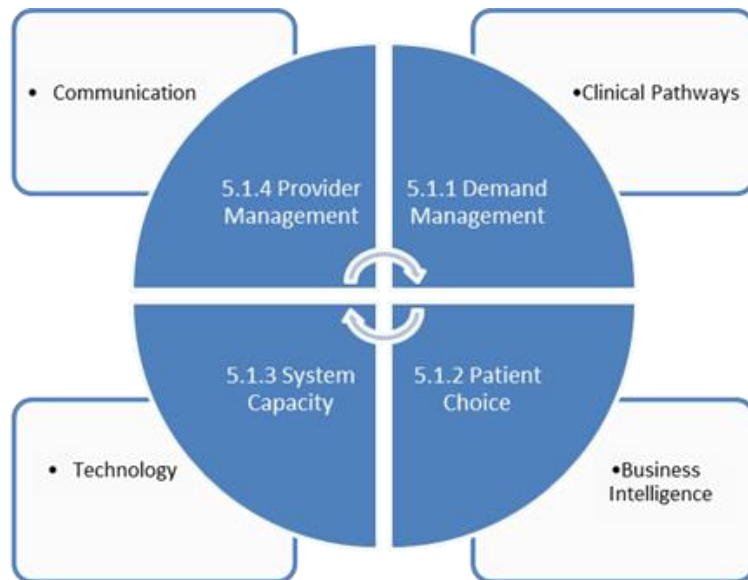 • Communication
•Clinical Pathways
5.1.4 Provider
Management
5.1.1 Demand
Management
5.1.3 System
Capacity
5.1.2 Patient
Choice
• Technology
•Business
Intelligence